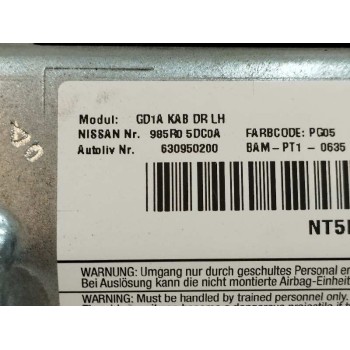 Modul: GD1A KAB DR LH
NISSAN Nr. 985R0 5DC0A FARBCODE: PG05
Autoliv Nr. 630950200 BAM-PT1 - 0635
NT5
WARNUNG: Umgang nur durch geschultes Personal
Beschädigung kann die nicht montierte Airbag-Einheit
WARNING: Must be handled by trained personnel only.